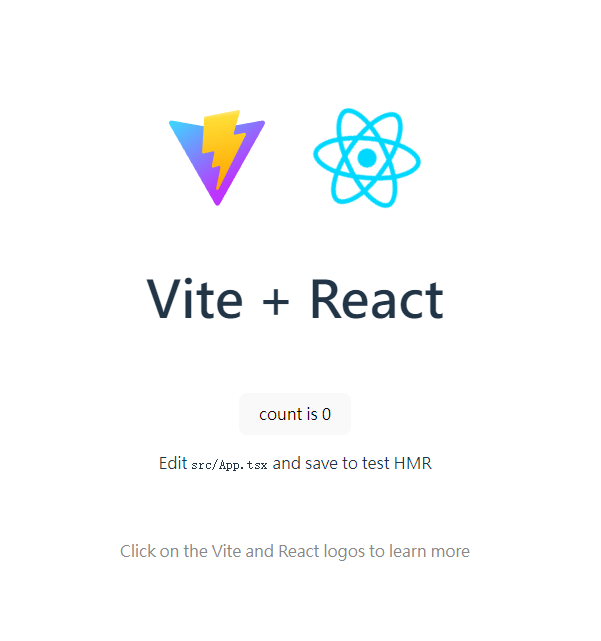 Vite + React
count is 0
Edit src/App.tsx and save to test HMR
Click on the Vite and React logos to learn more